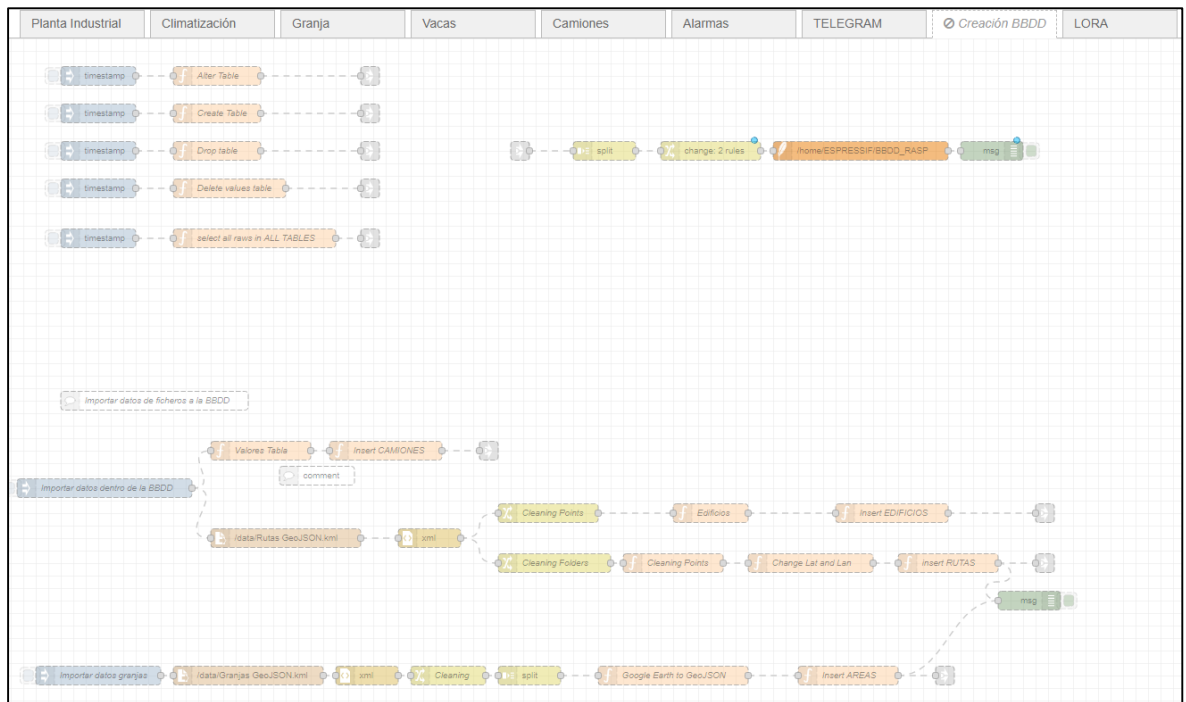 Planta Industrial
Climatización
Granja
Vacas
Camiones
Alarmas
TELEGRAM
Creación BBDD
LORA
timestamp
Alter Table
timestamp
Create Table
timestamp
Drop table
split
change: 2 rules
/home/ESPRESSIF/BBDD_RASP
msg
timestamp
Delete values table
timestamp
select all raws in ALL TABLES
Importar datos de ficheros a la BBDD
Valores Tabla
Insert CAMIONES
comment
Importar datos dentro de la BBDD
Cleaning Points
Edificios
Insert EDIFICIOS
/data/Rutas GeoJSON.kml
xml
Cleaning Folders
Cleaning Points
Change Lat and Lan
Insert RUTAS
msg
Importar datos granjas
/data/Granjas GeoJSON.kml
xml
Cleaning
split
Google Earth to GeoJSON
Insert AREAS